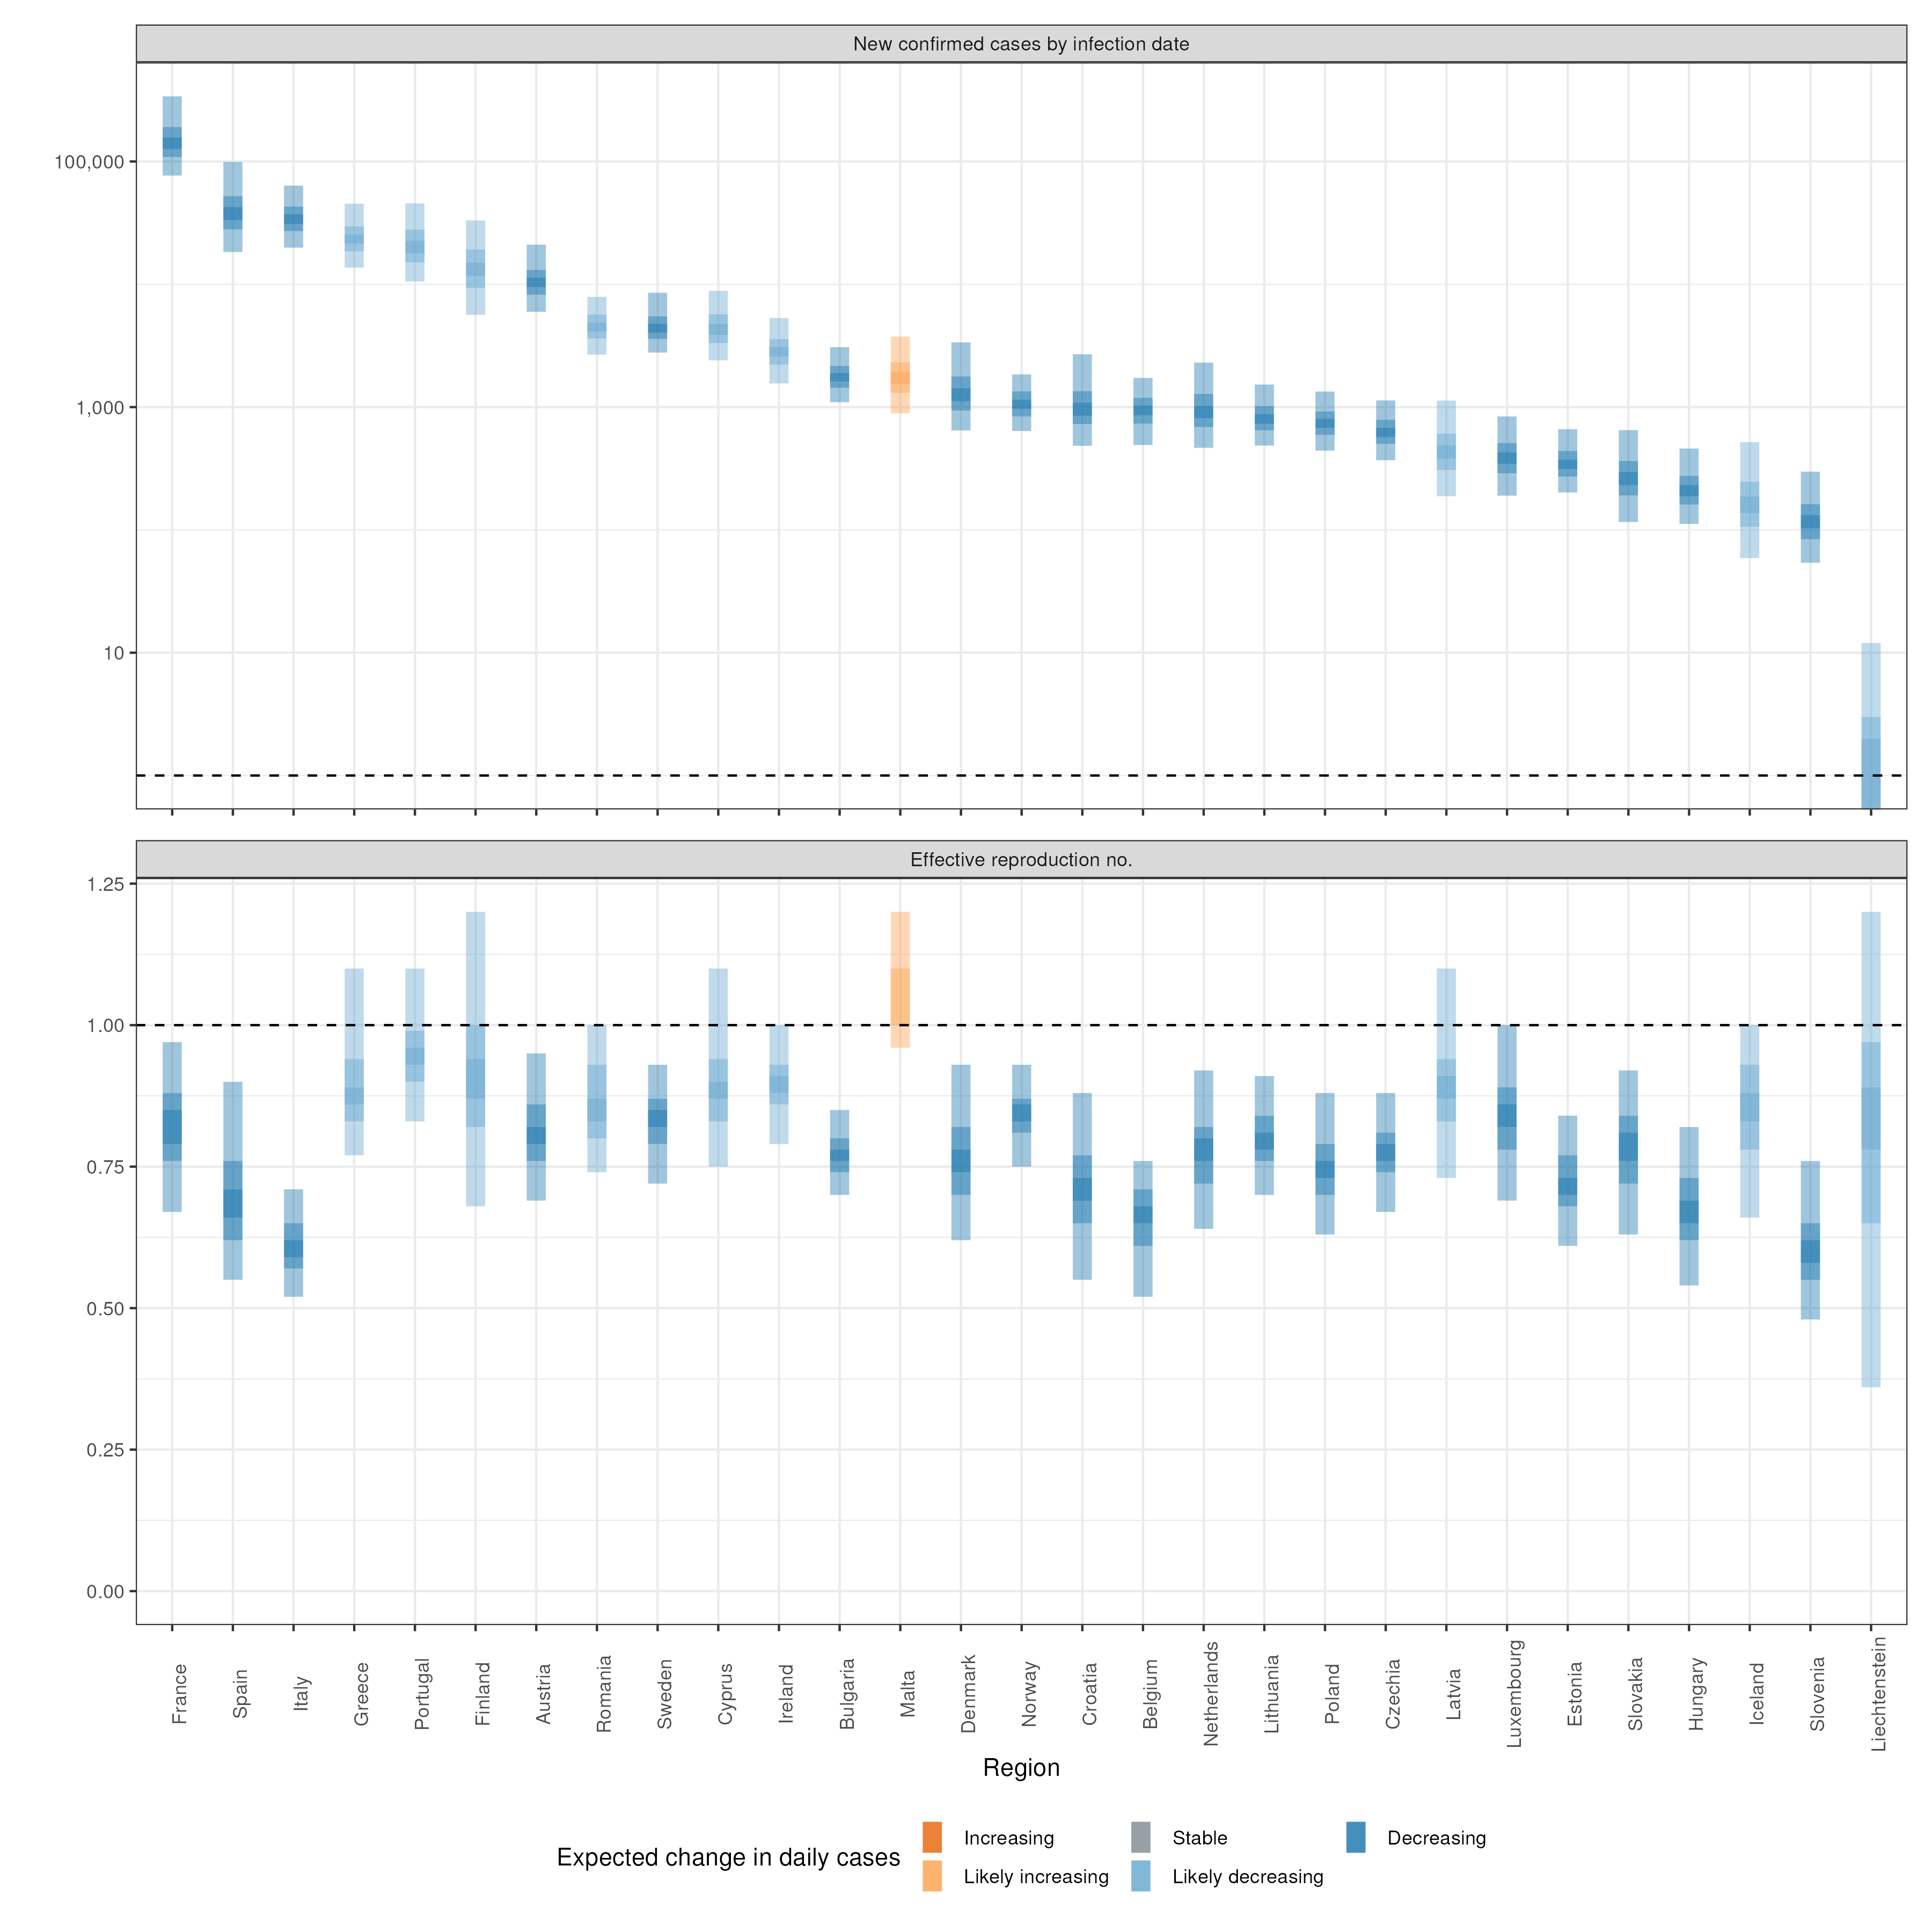 New confirmed cases by infection date
100,000
1,000
10
Effective reproduction no.
1.25
1.00
0.75
0.50
0.25
0.00
France
Spain
Italy
Greece
Portugal
Finland
Austria
Romania
Sweden
Cyprus
Ireland
Bulgaria
Malta
Denmark
Norway
Croatia
Belgium
Netherlands
Lithuania
Poland
Czechia
Latvia
Luxembourg
Estonia
Slovakia
Hungary
Iceland
Slovenia
Liechtenstein
Region
Expected change in daily cases
Increasing
Stable
Decreasing
Likely increasing
Likely decreasing